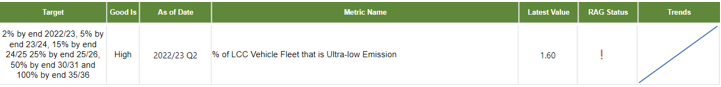 Target Good Is As of Date Metric Name Latest Value RAG Status Trends
2% by end 2022/23, 5% by
end 23/24, 15% by end
24/25 25% by end 25/26,
50% by end 30/31 and
100% by end 35/36
High
2022/23 Q2
% of LCC Vehicle Fleet that is Ultra-low Emission
1.60
!